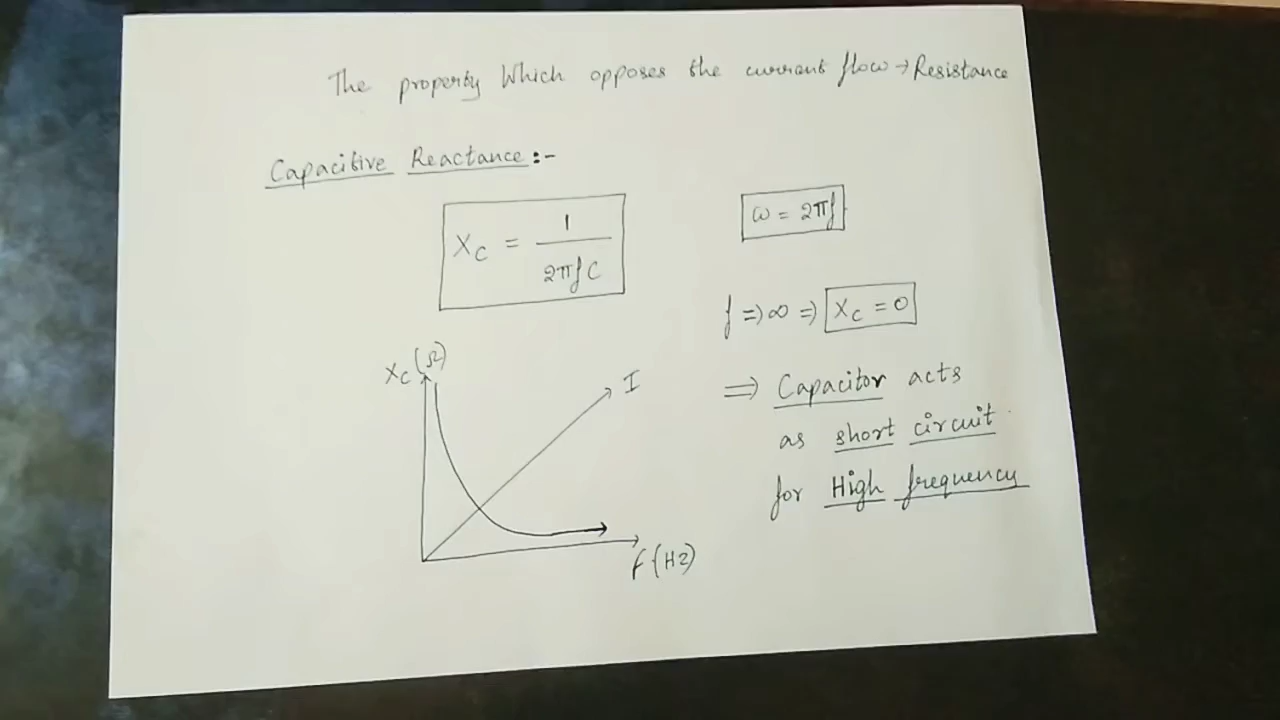 The property Which opposes the current flow → Resistance
Capacitive Reactance :-
X_C = 1 / 2πfC
ω = 2πf
f ⇒ ∞ ⇒ X_C = 0
⇒ Capacitor acts
as short circuit
for High frequency
X_C (Ω)
I
F (HZ)